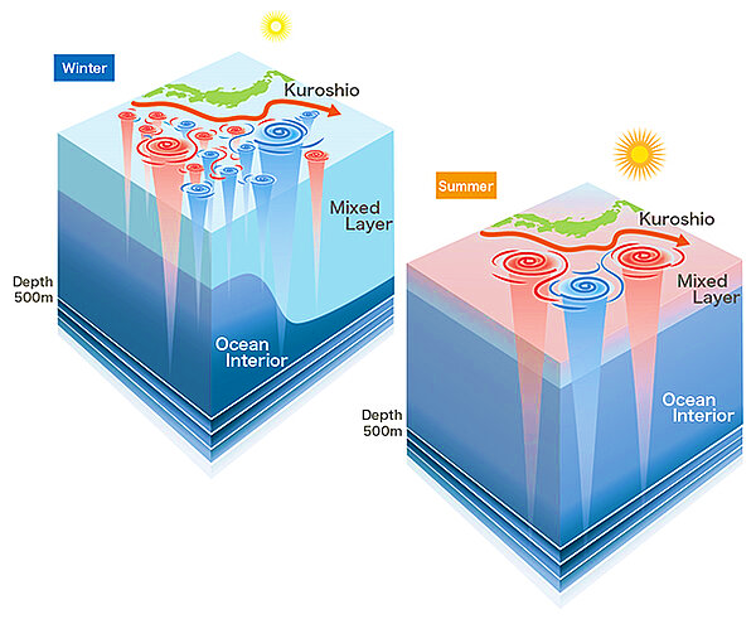 Winter
Kuroshio
Mixed
Layer
Depth
500m
Ocean
Interior
Summer
Kuroshio
Mixed
Layer
Ocean
Interior
Depth
500m